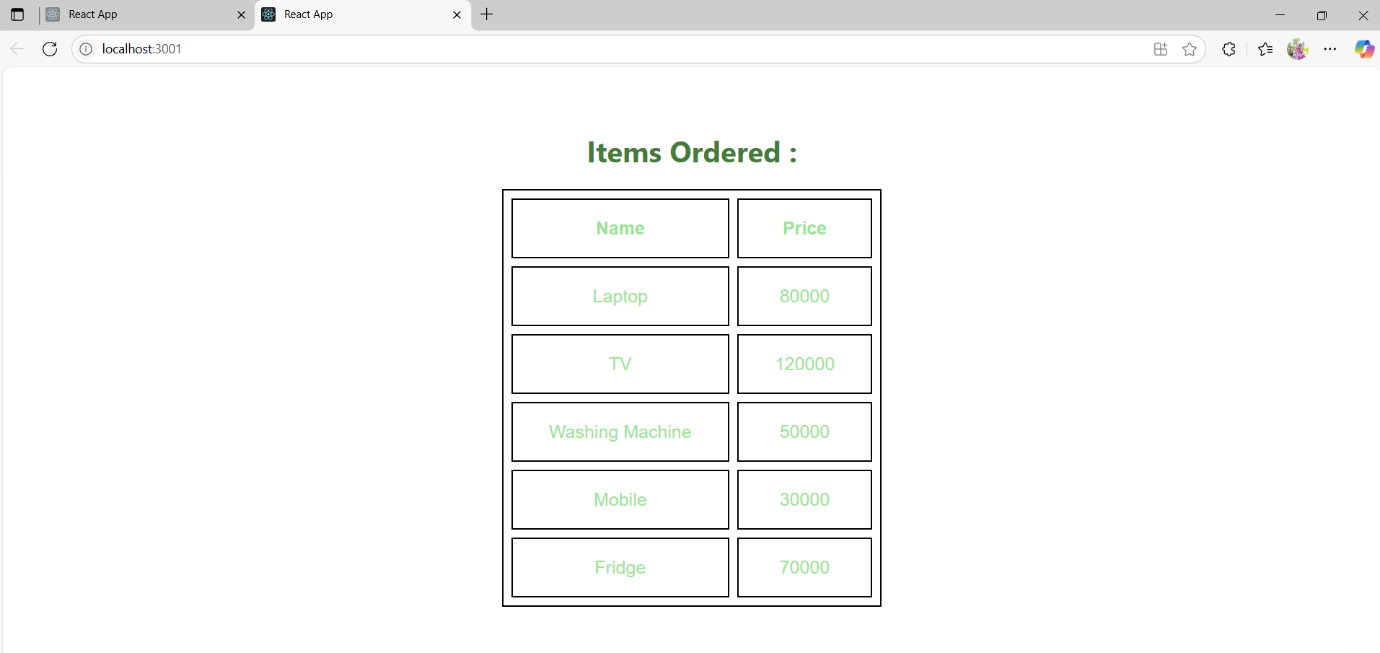 React App React App
localhost:3001
Items Ordered :
Name Price
Laptop 80000
TV 120000
Washing Machine 50000
Mobile 30000
Fridge 70000